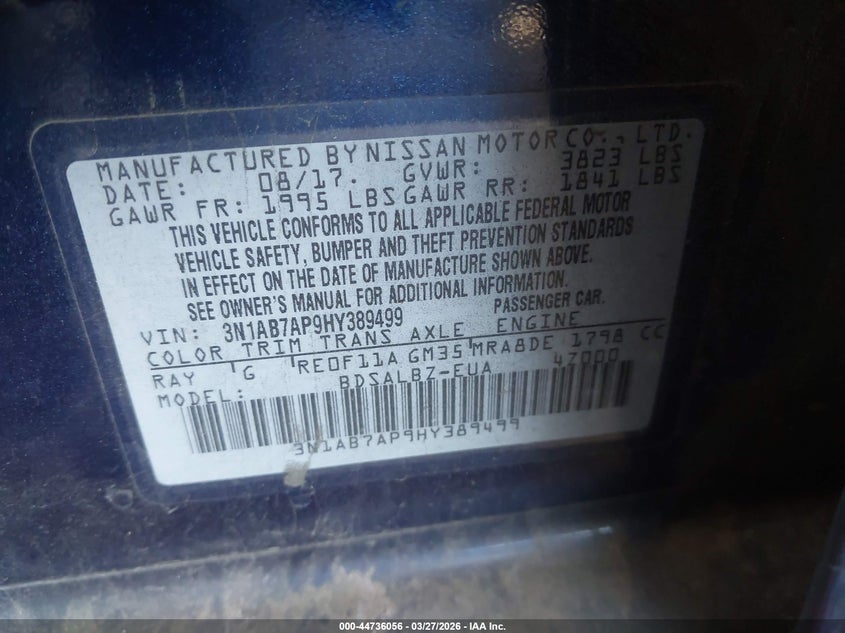 MANUFACTURED BY NISSAN MOTOR CO., LTD.
DATE: 08/17. GVWR: 3823 LBS
GAWR FR: 1995 LBS GAWR RR: 1841 LBS
THIS VEHICLE CONFORMS TO ALL APPLICABLE FEDERAL MOTOR
VEHICLE SAFETY, BUMPER AND THEFT PREVENTION STANDARDS
IN EFFECT ON THE DATE OF MANUFACTURE SHOWN ABOVE.
SEE OWNER'S MANUAL FOR ADDITIONAL INFORMATION.
VIN: 3N1AB7AP9HY389499 PASSENGER CAR.
COLOR TRIM TRANS AXLE ENGINE
RAY G RE0F11A GM35 MRA8DE 1798 CC
MODEL: BDSALBZ-EUA 47000
3N1AB7AP9HY389499
000-44736056 - 03/27/2026 - IAA Inc.